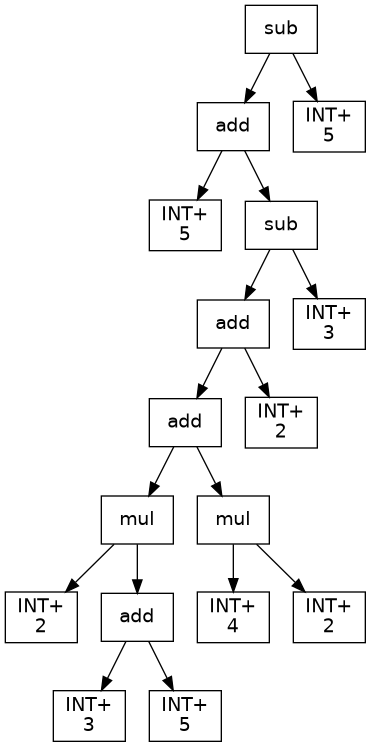 sub
add
INT+
5
INT+
5
sub
add
INT+
3
add
INT+
2
mul
mul
INT+
2
add
INT+
4
INT+
2
INT+
3
INT+
5